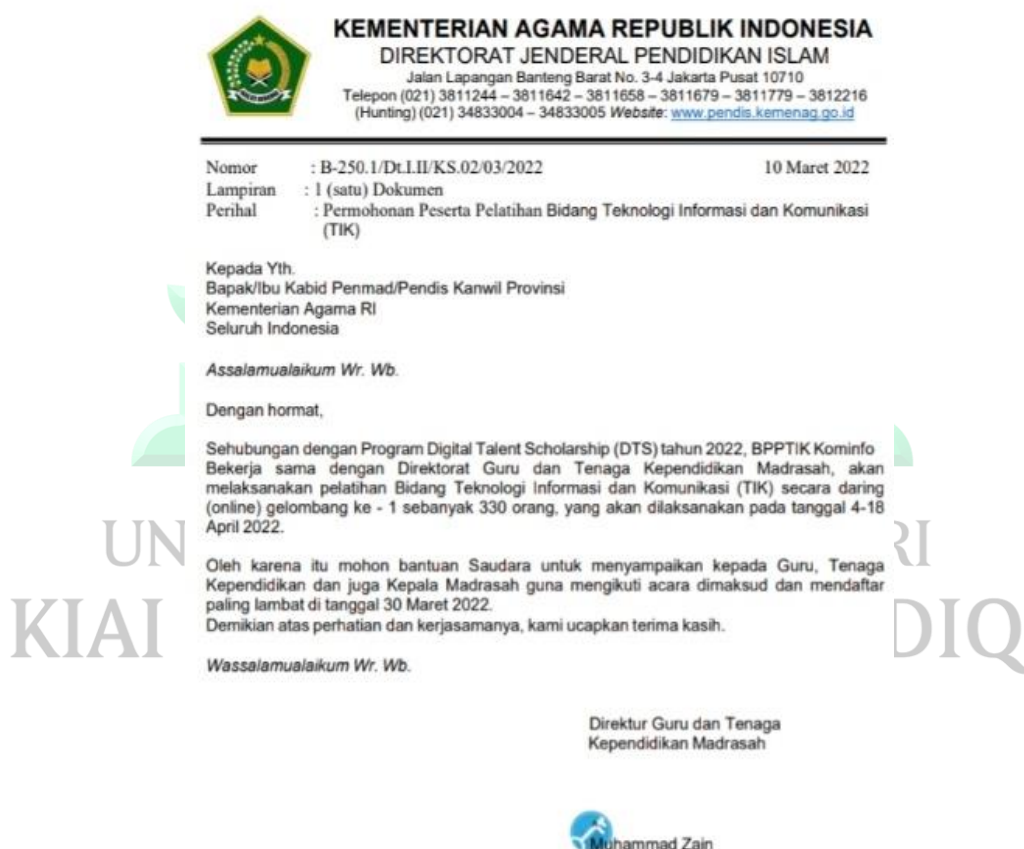 KEMENTERIAN AGAMA REPUBLIK INDONESIA
DIREKTORAT JENDERAL PENDIDIKAN ISLAM
Jalan Lapangan Banteng Barat No. 3-4 Jakarta Pusat 10710
Telepon (021) 3811244 – 3811642 – 3811658 – 3811679 – 3811779 – 3812216
(Hunting) (021) 34833004 – 34833005 Website: www.pendis.kemenag.go.id
Nomor : B-250.1/Dt.I.II/KS.02/03/2022 10 Maret 2022
Lampiran : 1 (satu) Dokumen
Perihal : Permohonan Peserta Pelatihan Bidang Teknologi Informasi dan Komunikasi
(TIK)
Kepada Yth.
Bapak/Ibu Kabid Penmad/Pendis Kanwil Provinsi
Kementerian Agama RI
Seluruh Indonesia
Assalamualaikum Wr. Wb.
Dengan hormat,
Sehubungan dengan Program Digital Talent Scholarship (DTS) tahun 2022, BPPTIK Kominfo
Bekerja sama dengan Direktorat Guru dan Tenaga Kependidikan Madrasah, akan
melaksanakan pelatihan Bidang Teknologi Informasi dan Komunikasi (TIK) secara daring
(online) gelombang ke - 1 sebanyak 330 orang, yang akan dilaksanakan pada tanggal 4-18
April 2022.
Oleh karena itu mohon bantuan Saudara untuk menyampaikan kepada Guru, Tenaga
Kependidikan dan juga Kepala Madrasah guna mengikuti acara dimaksud dan mendaftar
paling lambat di tanggal 30 Maret 2022.
Demikian atas perhatian dan kerjasamanya, kami ucapkan terima kasih.
Wassalamualaikum Wr. Wb.
Direktur Guru dan Tenaga
Kependidikan Madrasah
Muhammad Zain
UN RI
KIAI DIQ